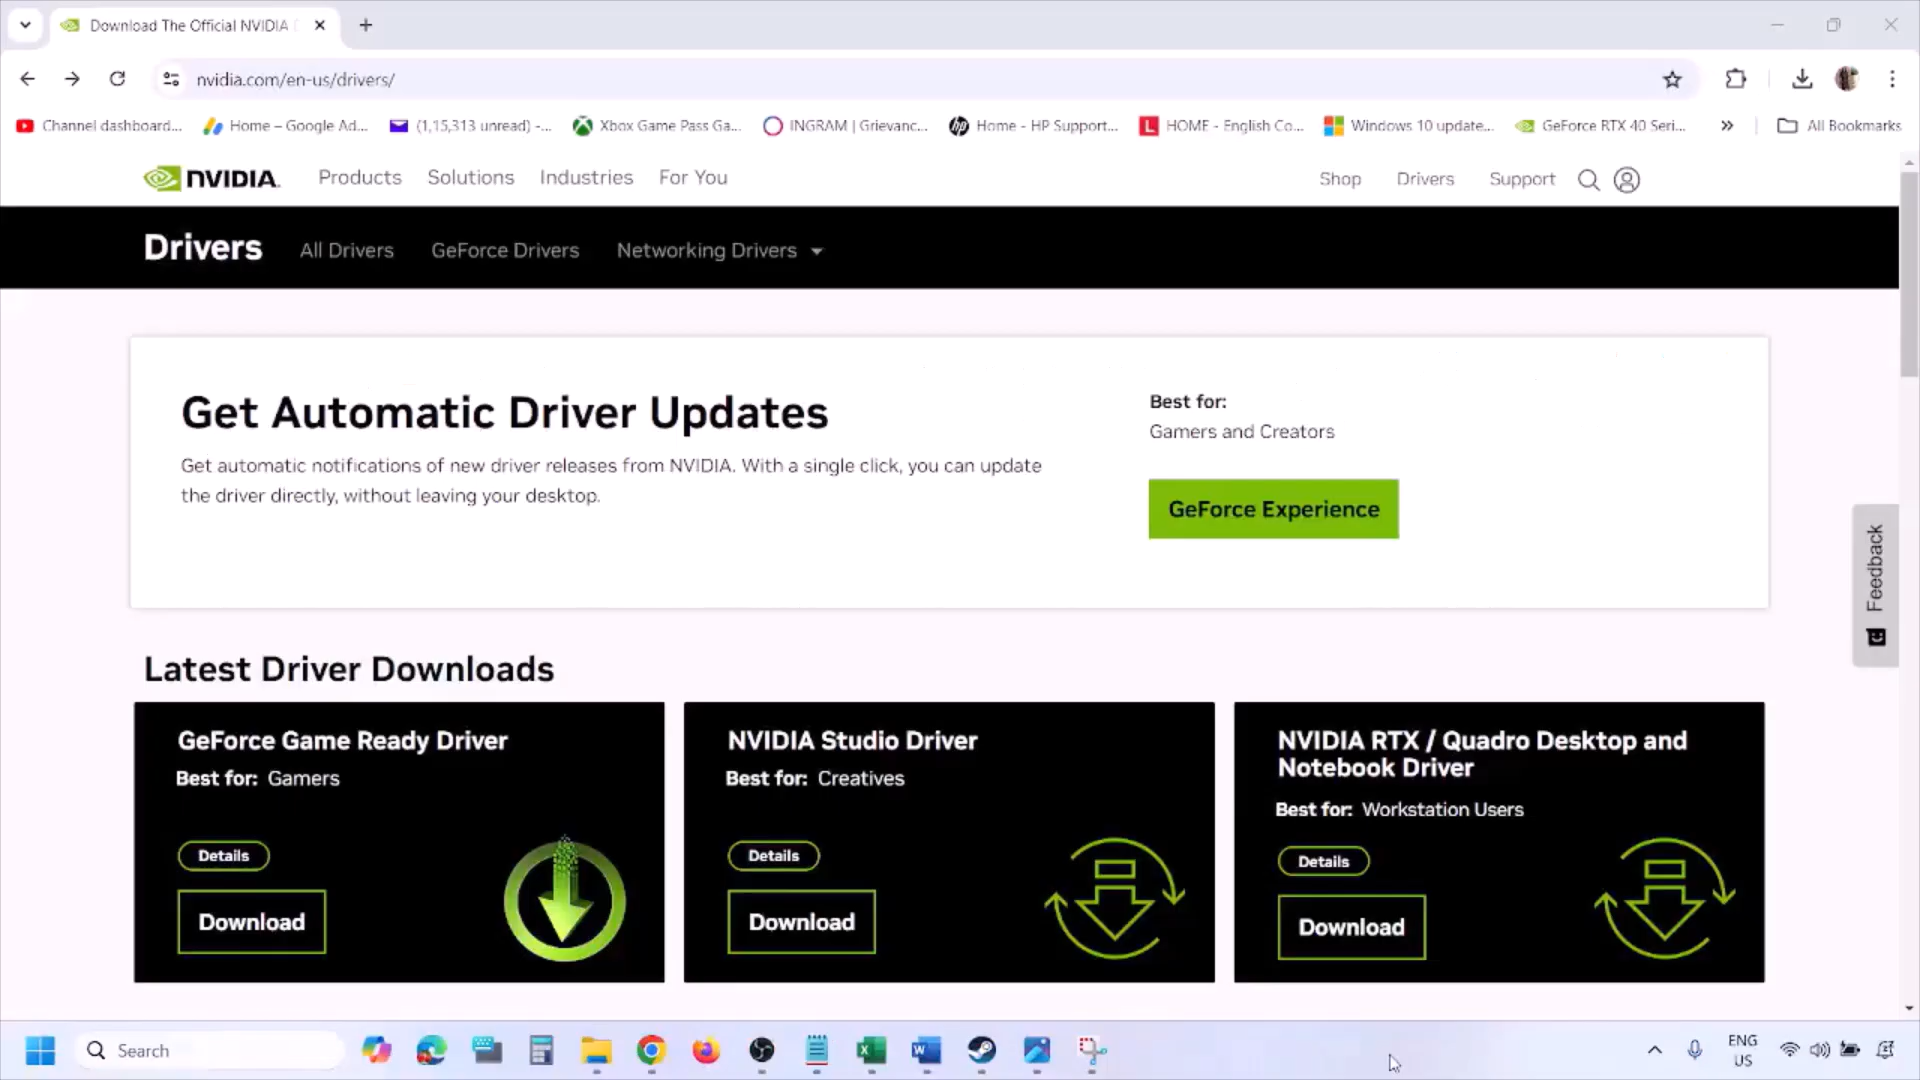 Download The Official NVIDIA
nvidia.com/en-us/drivers/
Channel dashboard...
Home – Google Ad...
(1,15,313 unread) -...
Xbox Game Pass Ga...
INGRAM | Grievanc...
Home - HP Support...
HOME - English Co...
Windows 10 update...
GeForce RTX 40 Seri...
All Bookmarks
NVIDIA.
Products
Solutions
Industries
For You
Shop
Drivers
Support
Drivers
All Drivers
GeForce Drivers
Networking Drivers
Get Automatic Driver Updates
Get automatic notifications of new driver releases from NVIDIA. With a single click, you can update
the driver directly, without leaving your desktop.
Best for:
Gamers and Creators
GeForce Experience
Feedback
Latest Driver Downloads
GeForce Game Ready Driver
Best for: Gamers
Details
Download
NVIDIA Studio Driver
Best for: Creatives
Details
Download
NVIDIA RTX / Quadro Desktop and
Notebook Driver
Best for: Workstation Users
Details
Download
Search
ENG
US